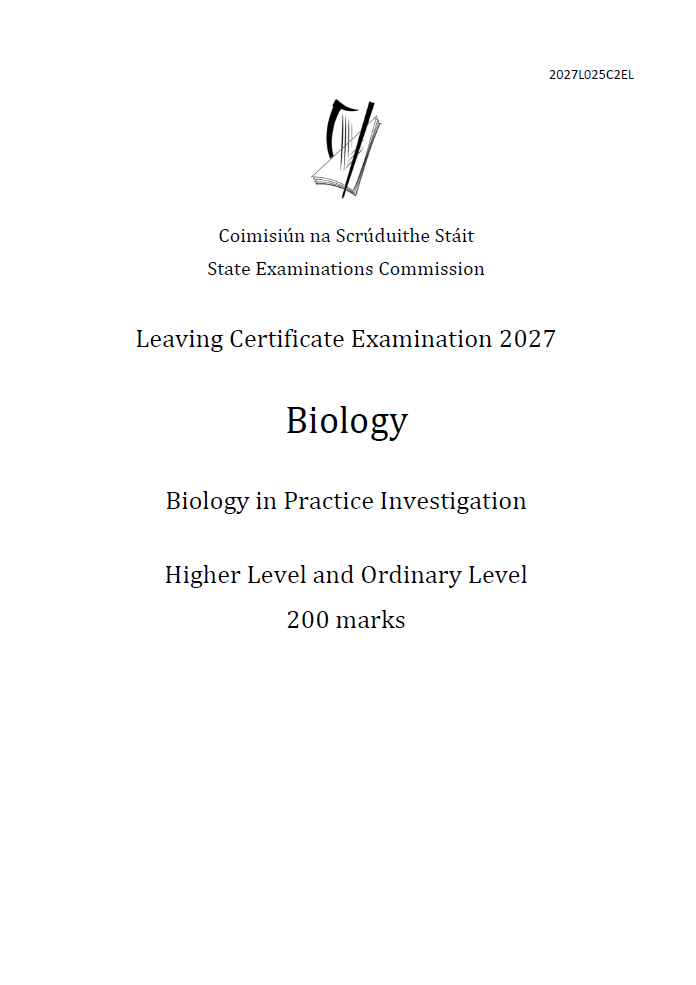 2027L025C2EL
Coimisiún na Scrúduithe Stáit
State Examinations Commission
Leaving Certificate Examination 2027
Biology
Biology in Practice Investigation
Higher Level and Ordinary Level
200 marks